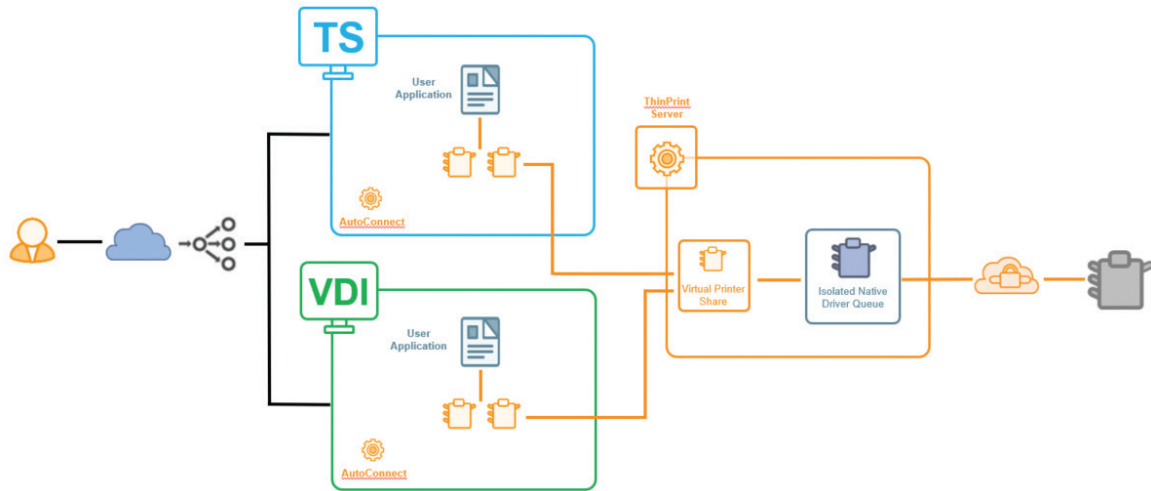 TS
User
Application
AutoConnect
ThinPrint
Server
Virtual Printer
Share
Isolated Native
Driver Queue
VDI
User
Application
AutoConnect